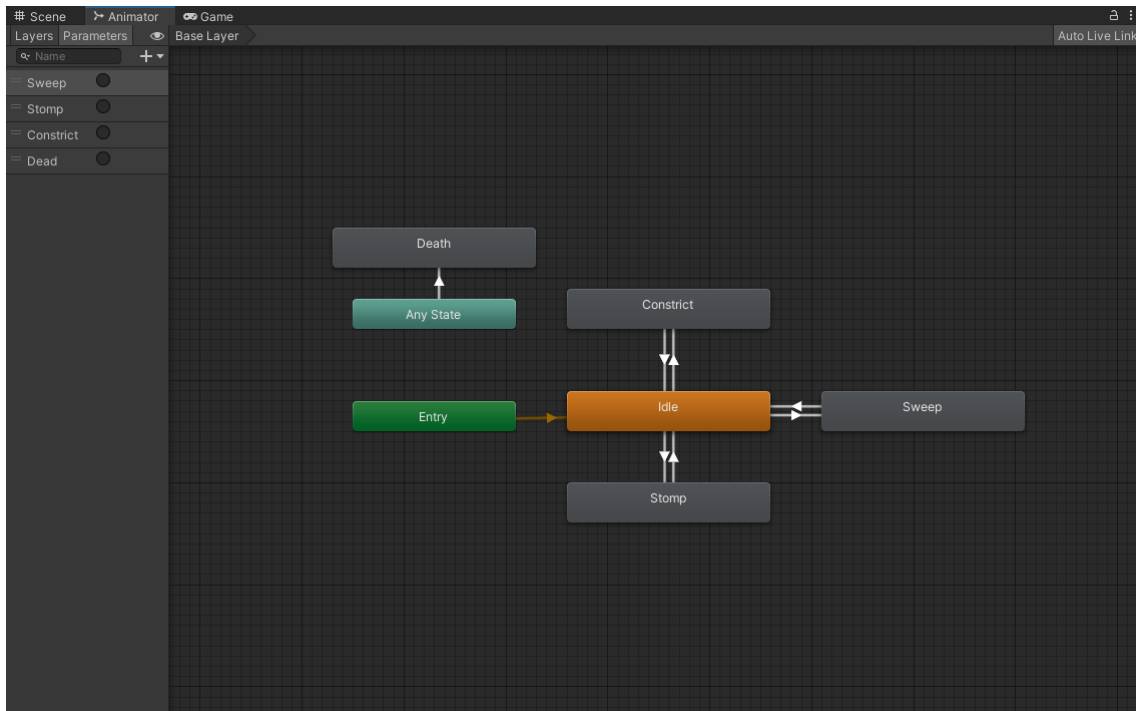 Scene Animator Game
Layers Parameters Base Layer Auto Live Link
Name
Sweep
Stomp
Constrict
Dead
Death
Constrict
Any State
Idle
Sweep
Entry
Stomp